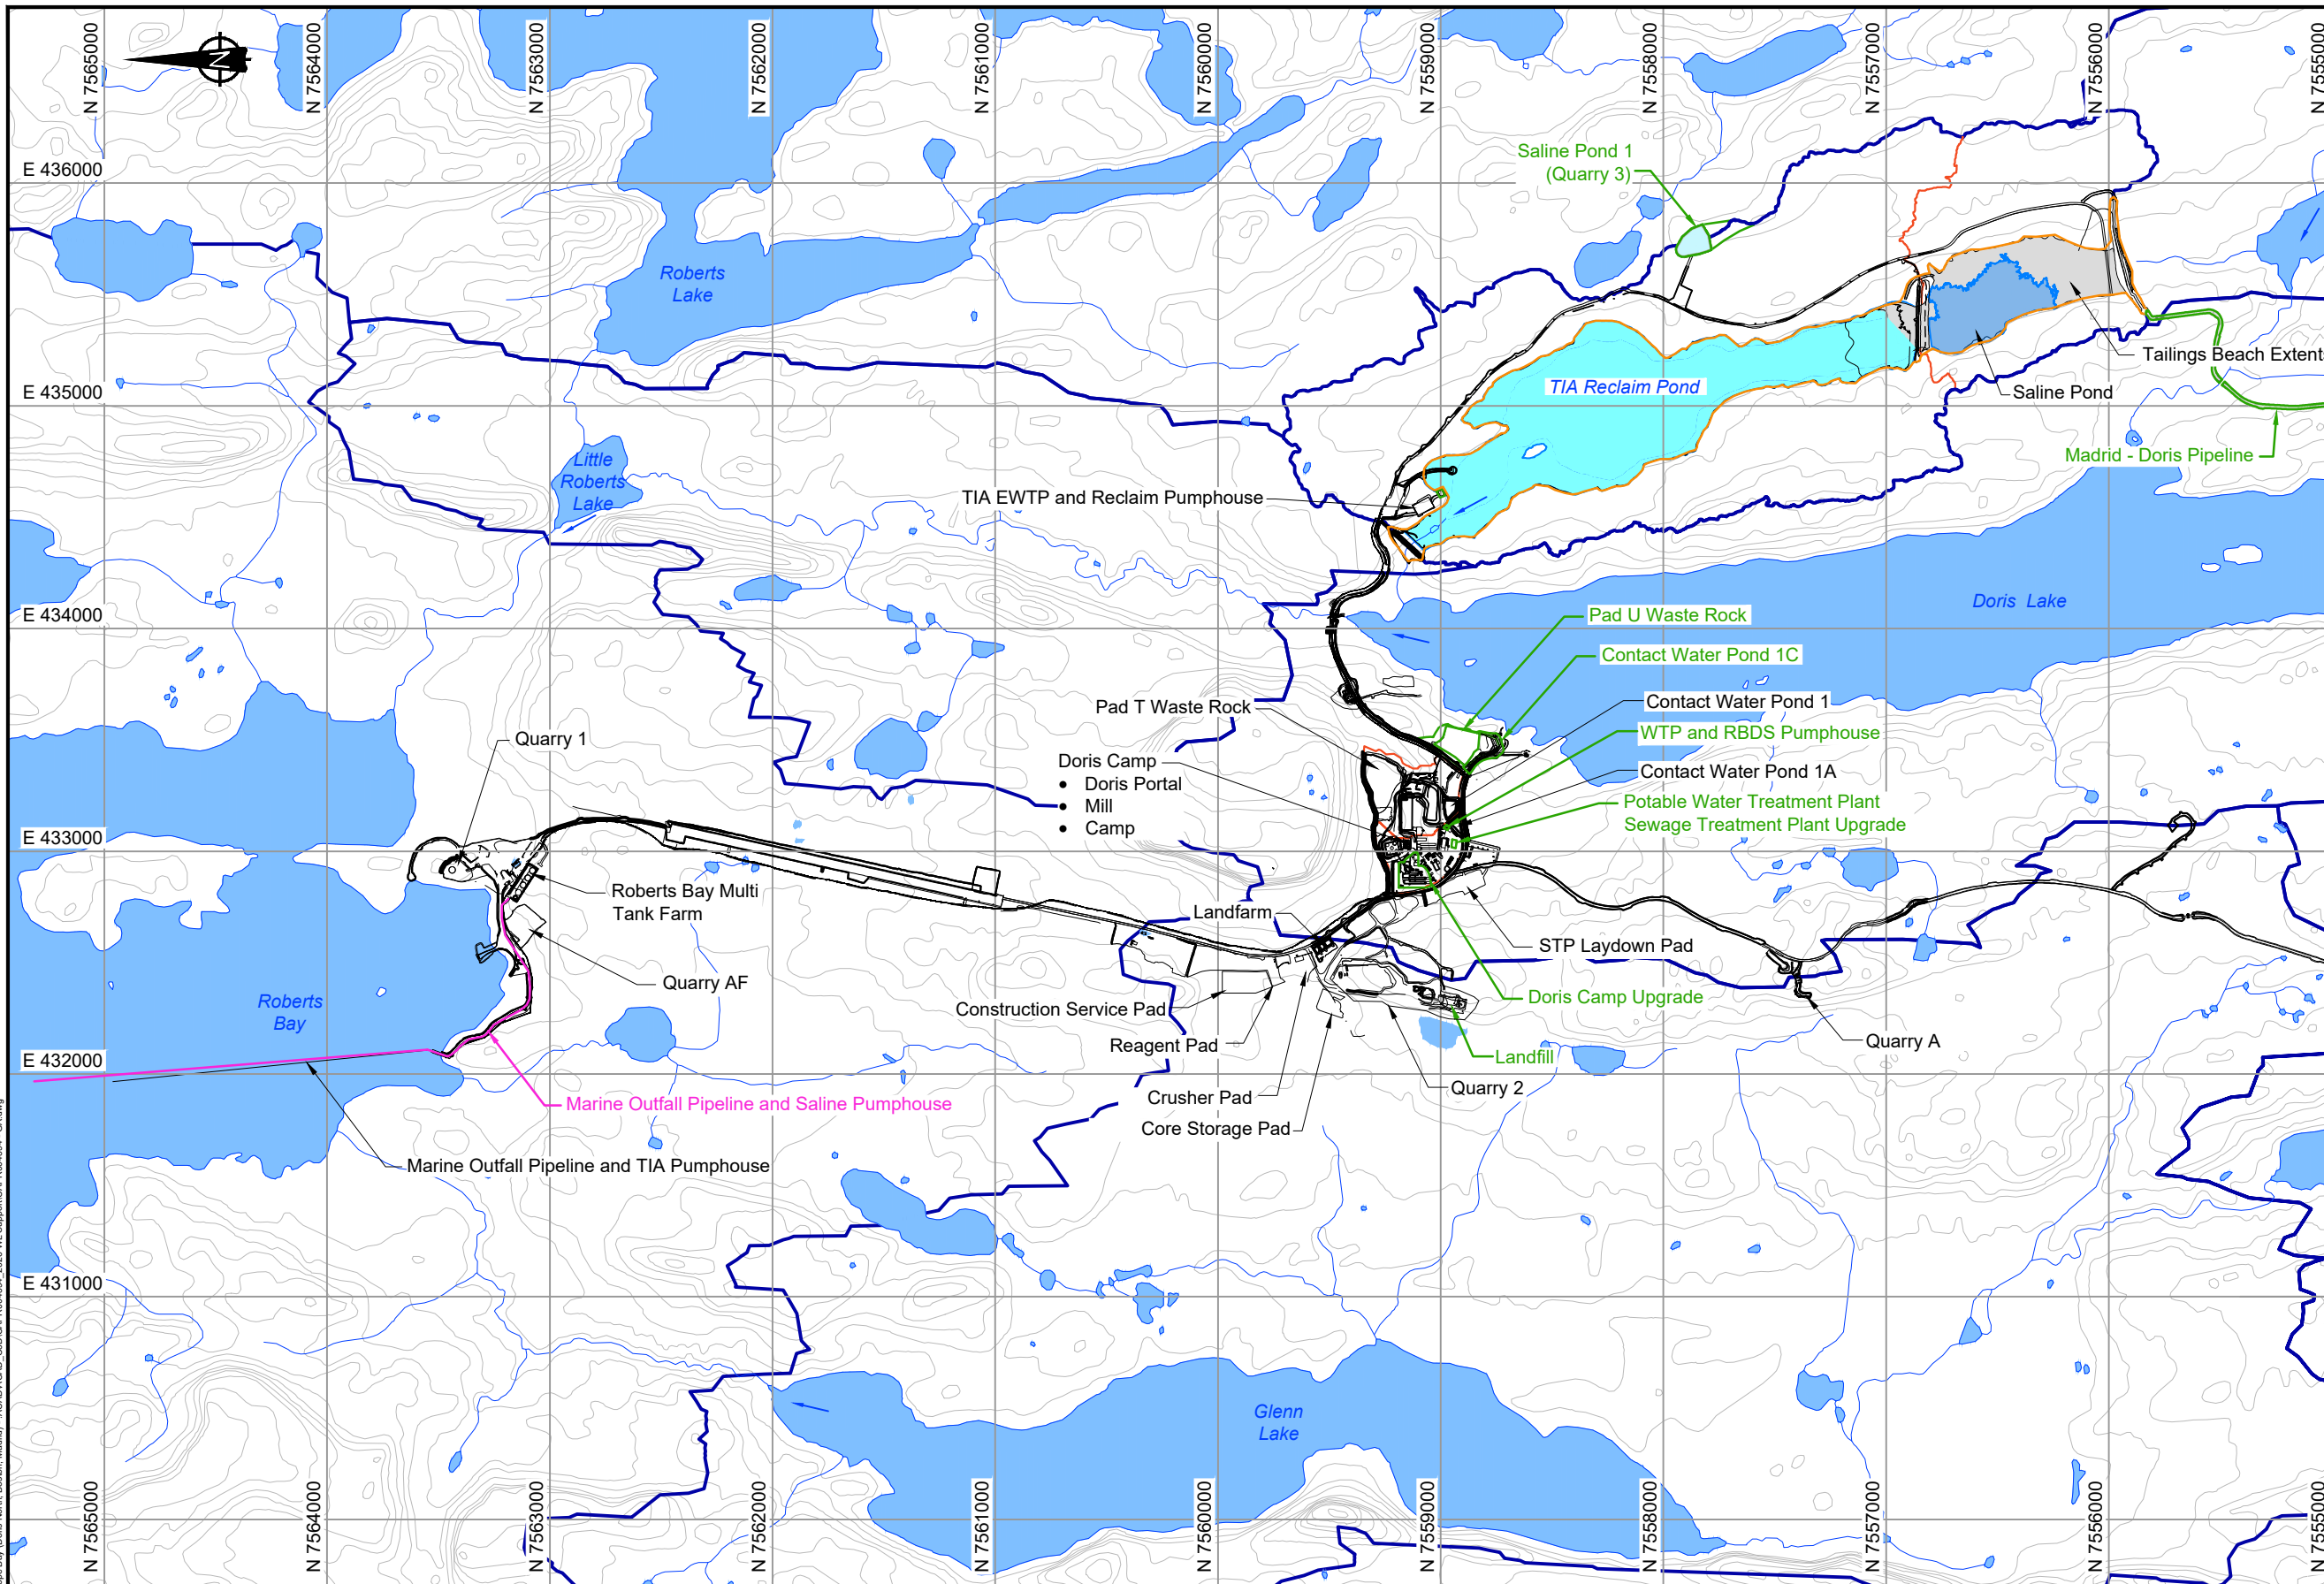 N 7565000
N 7564000
N 7563000
N 7562000
N 7561000
N 7560000
N 7559000
N 7558000
N 7557000
N 7556000
N 7555000
N
E 436000
E 435000
E 434000
E 433000
E 432000
E 431000
Saline Pond 1
(Quarry 3)
Roberts
Lake
TIA Reclaim Pond
Tailings Beach Extent
Saline Pond
Madrid - Doris Pipeline
Little
Roberts
Lake
TIA EWTP and Reclaim Pumphouse
Doris Lake
Pad U Waste Rock
Contact Water Pond 1C
Contact Water Pond 1
Pad T Waste Rock
WTP and RBDS Pumphouse
Quarry 1
Doris Camp
• Doris Portal
• Mill
• Camp
Contact Water Pond 1A
Potable Water Treatment Plant
Sewage Treatment Plant Upgrade
Roberts Bay Multi
Tank Farm
Landfarm
STP Laydown Pad
Quarry AF
Roberts
Bay
Construction Service Pad
Doris Camp Upgrade
Reagent Pad
Quarry A
Landfill
Crusher Pad
Quarry 2
Marine Outfall Pipeline and Saline Pumphouse
Core Storage Pad
Marine Outfall Pipeline and TIA Pumphouse
Glenn
Lake
N 7565000
N 7564000
N 7563000
N 7562000
N 7561000
N 7560000
N 7559000
N 7558000
N 7557000
N 7556000
N 7555000